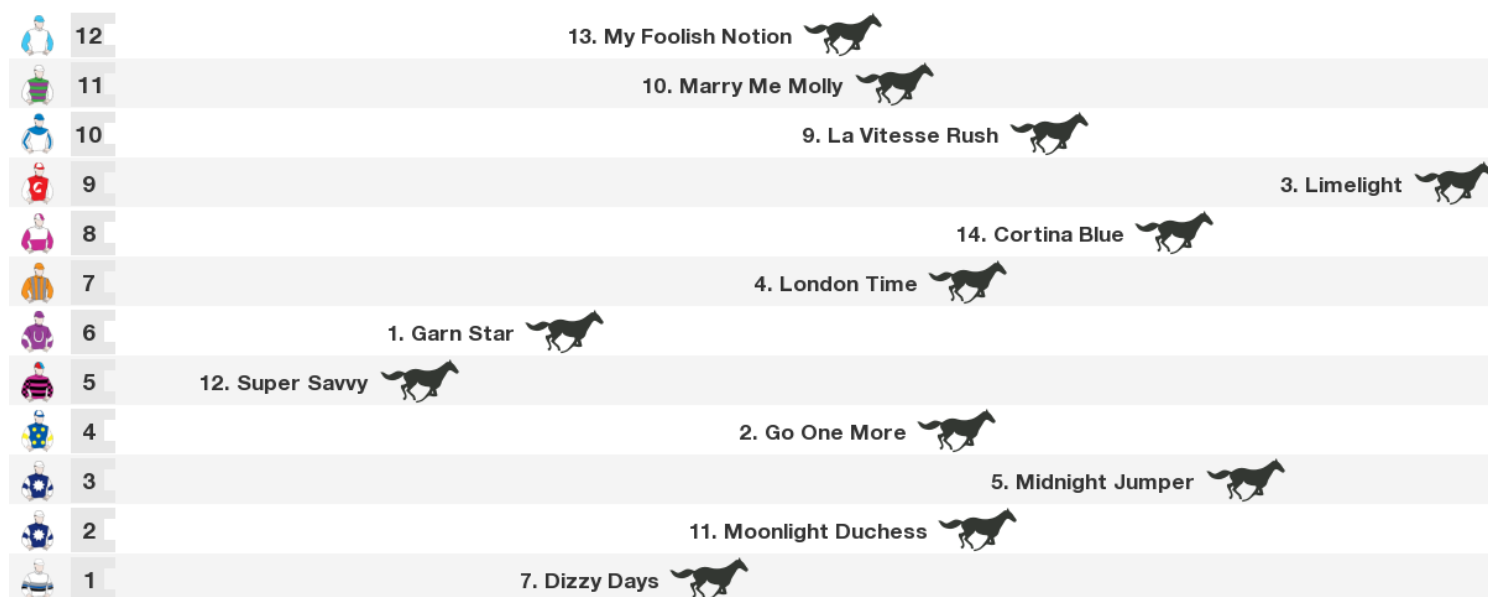 12 13. My Foolish Notion
11 10. Marry Me Molly
10 9. La Vitesse Rush
9 3. Limelight
8 14. Cortina Blue
7 4. London Time
6 1. Garn Star
5 12. Super Savvy
4 2. Go One More
3 5. Midnight Jumper
2 11. Moonlight Duchess
1 7. Dizzy Days